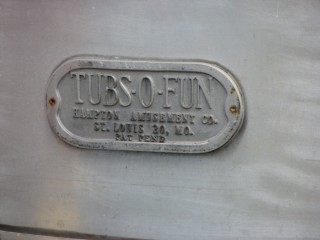 TUBS-O-FUN
HAMPTON AMUSEMENT CO.
ST. LOUIS 20, MO.
PAT PEND